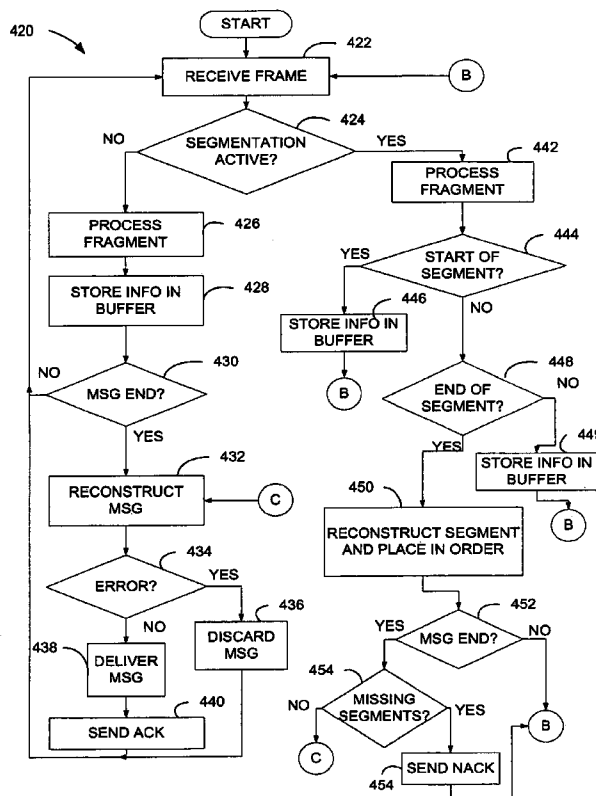 420
START
422
RECEIVE FRAME
B
424
NO
SEGMENTATION
ACTIVE?
YES
442
PROCESS
FRAGMENT
PROCESS
FRAGMENT
426
444
YES
START OF
SEGMENT?
STORE INFO IN
BUFFER
428
446
NO
STORE INFO IN
BUFFER
B
NO
430
MSG END?
YES
448
END OF
SEGMENT?
NO
YES
449
STORE INFO IN
BUFFER
B
432
RECONSTRUCT
MSG
C
450
RECONSTRUCT SEGMENT
AND PLACE IN ORDER
434
ERROR?
YES
NO
436
DISCARD
MSG
438
DELIVER
MSG
440
SEND ACK
452
YES
MSG END?
NO
454
MISSING
SEGMENTS?
NO
YES
B
C
SEND NACK
454